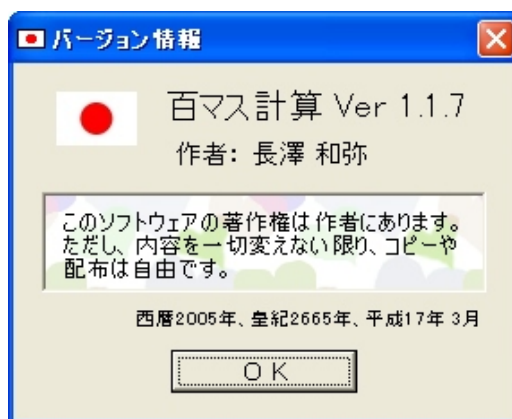 バージョン情報
百マス計算 Ver 1.1.7
作者: 長澤 和弥
このソフトウェアの著作権は作者にあります。
ただし、内容を一切変えない限り、コピーや
配布は自由です。
西暦2005年、皇紀2665年、平成17年 3月
OK